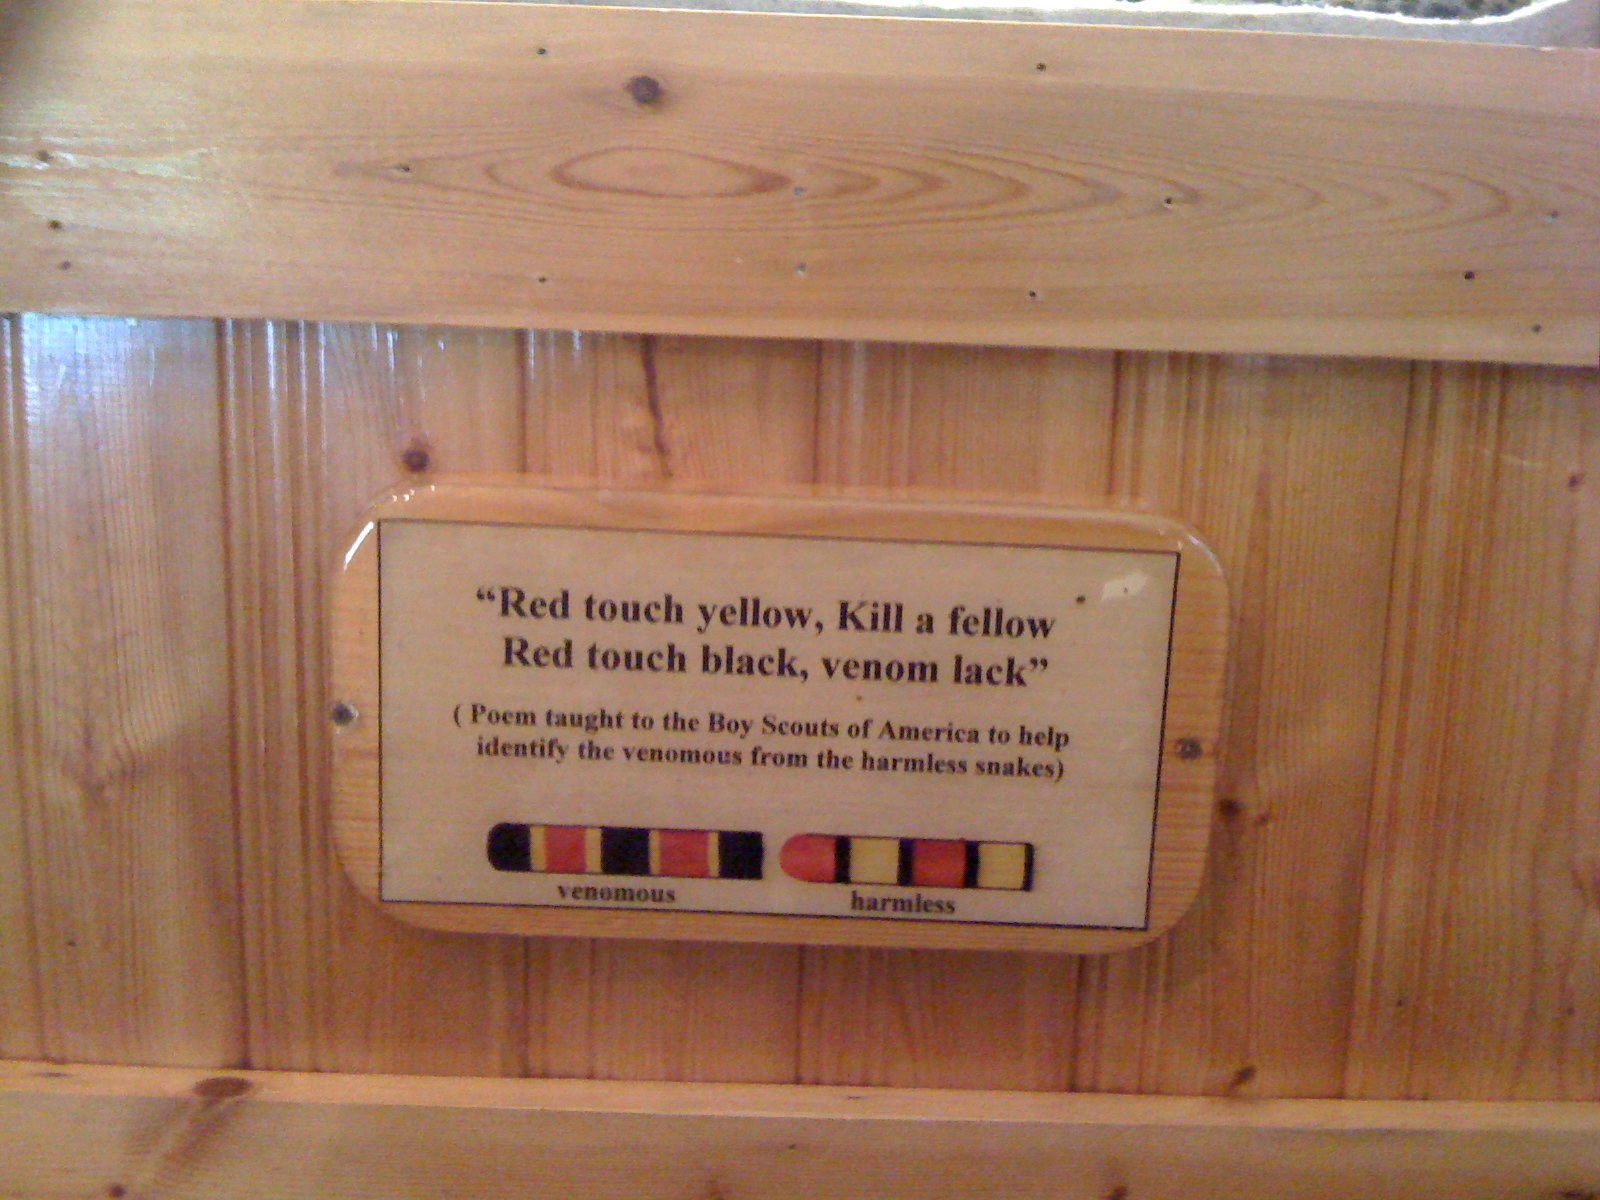 “Red touch yellow, Kill a fellow
Red touch black, venom lack”
( Poem taught to the Boy Scouts of America to help
identify the venomous from the harmless snakes)
venomous
harmless